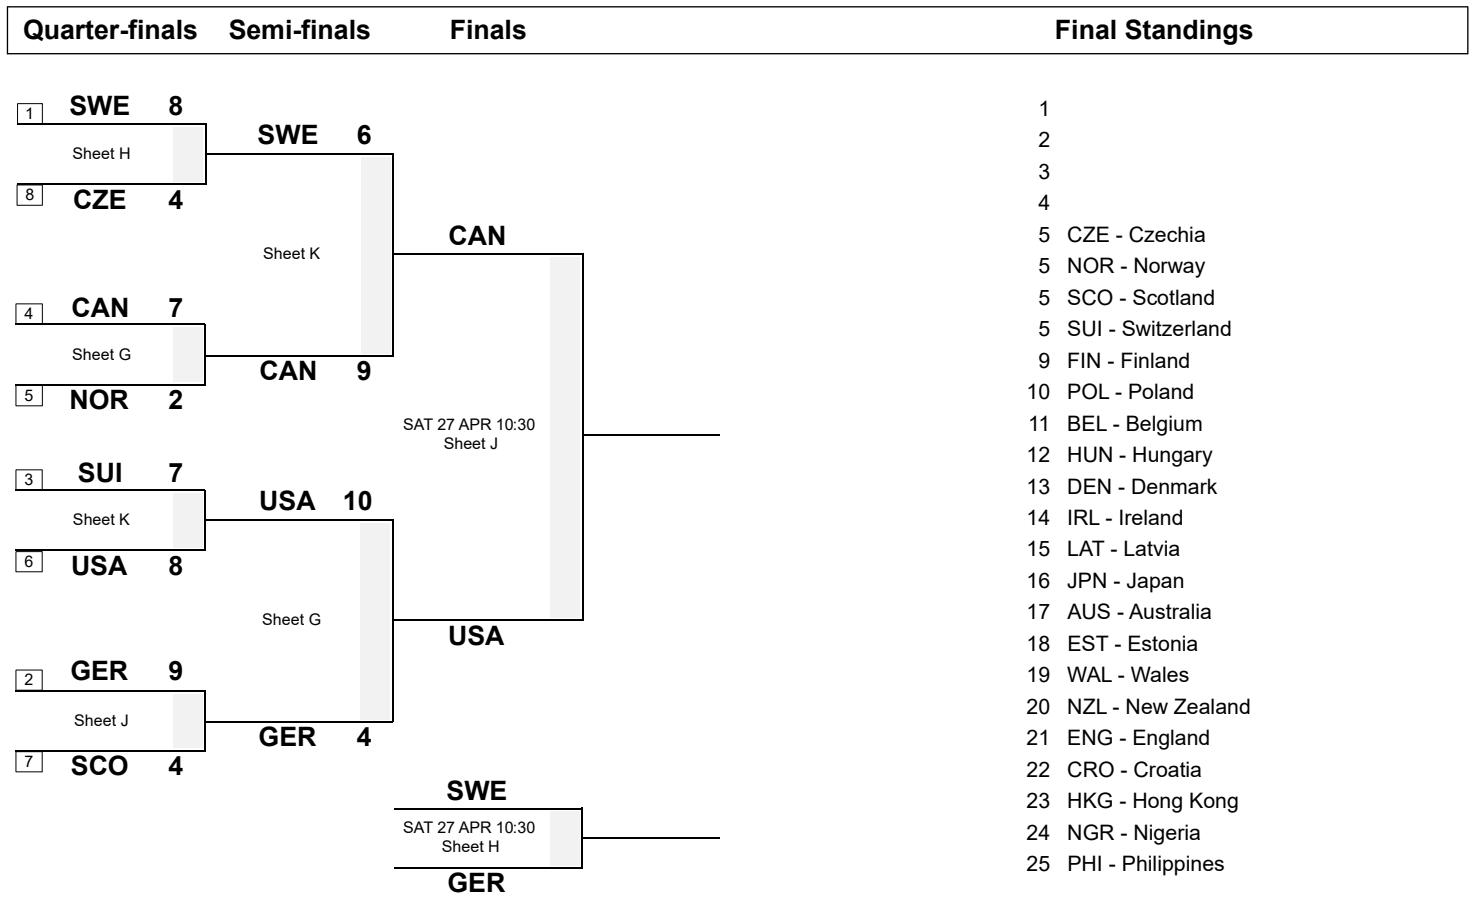 Quarter-finals Semi-finals Finals Final Standings
1 SWE 8
Sheet H
8 CZE 4
SWE 6
Sheet K
CAN 9
4 CAN 7
Sheet G
5 NOR 2
3 SUI 7
Sheet K
6 USA 8
USA 10
Sheet G
GER 4
2 GER 9
Sheet J
7 SCO 4
CAN
SAT 27 APR 10:30
Sheet J
USA
SWE
SAT 27 APR 10:30
Sheet H
GER
1
2
3
4
5 CZE - Czechia
5 NOR - Norway
5 SCO - Scotland
5 SUI - Switzerland
9 FIN - Finland
10 POL - Poland
11 BEL - Belgium
12 HUN - Hungary
13 DEN - Denmark
14 IRL - Ireland
15 LAT - Latvia
16 JPN - Japan
17 AUS - Australia
18 EST - Estonia
19 WAL - Wales
20 NZL - New Zealand
21 ENG - England
22 CRO - Croatia
23 HKG - Hong Kong
24 NGR - Nigeria
25 PHI - Philippines